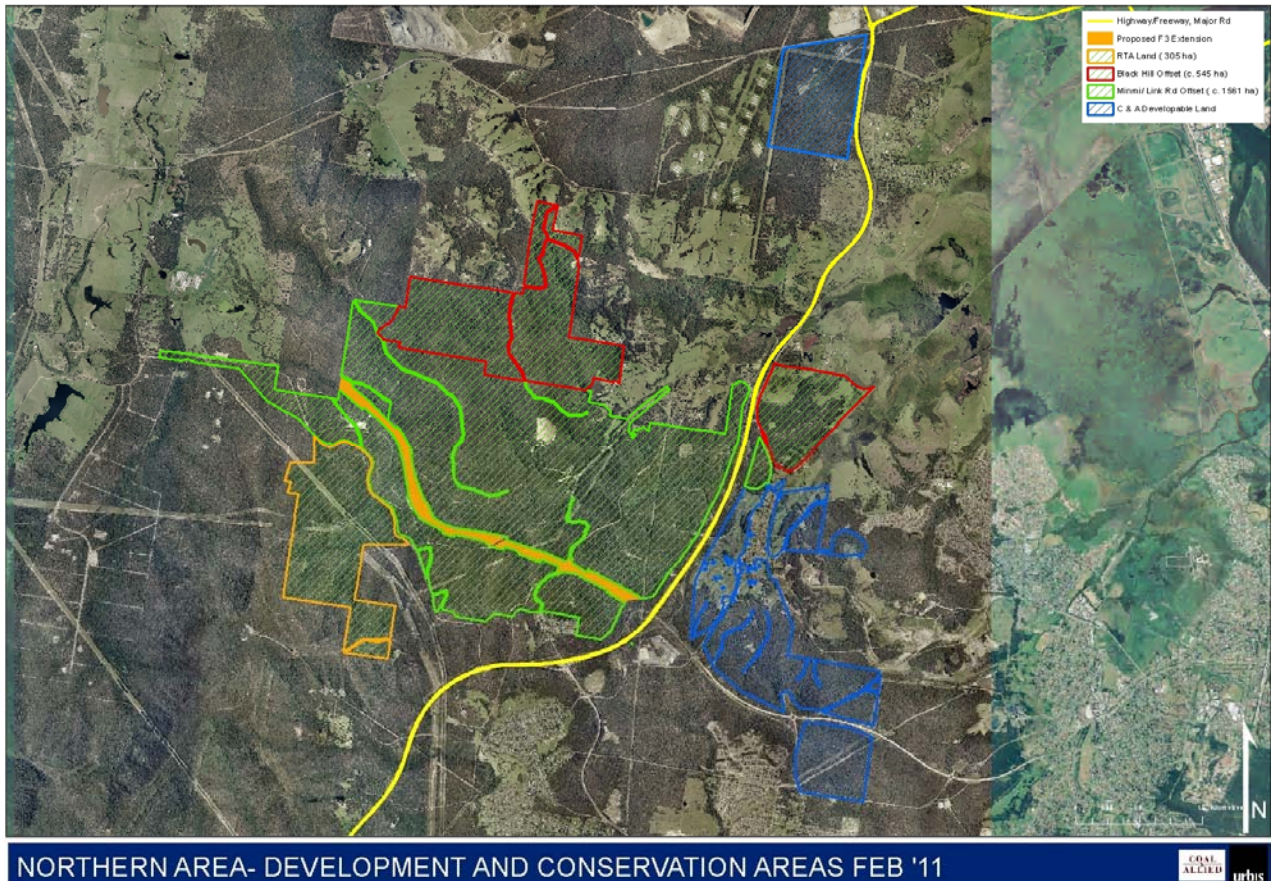 Highway/Freeway, Major Rd
Proposed F3 Extension
RTA Land ( 305 ha)
Black Hill Offset (c. 545 ha)
Minmi/ Link Rd Offset ( c. 1561 ha)
C & A Developable Land
N
NORTHERN AREA- DEVELOPMENT AND CONSERVATION AREAS FEB '11
COAL
ALLIED
urbis